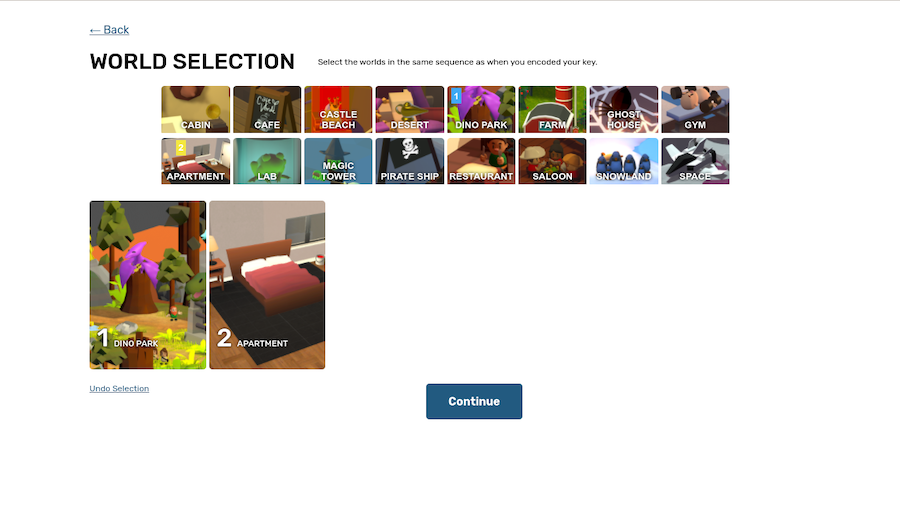 ← Back
WORLD SELECTION
Select the worlds in the same sequence as when you encoded your key.
CABIN
CAFE
CASTLE
BEACH
DESERT
1
DINO PARK
FARM
GHOST
HOUSE
GYM
2
APARTMENT
LAB
MAGIC
TOWER
PIRATE SHIP
RESTAURANT
SALOON
SNOWLAND
SPACE
1 DINO PARK
2 APARTMENT
Undo Selection
Continue